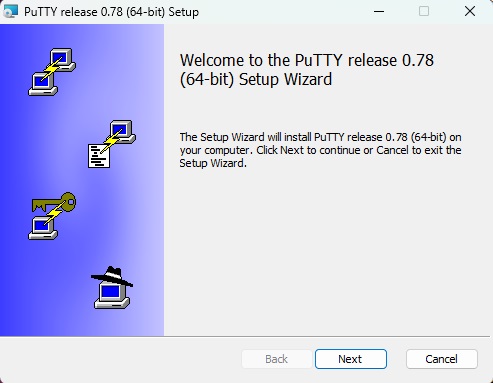 PuTTY release 0.78 (64-bit) Setup
Welcome to the PuTTY release 0.78
(64-bit) Setup Wizard
The Setup Wizard will install PuTTY release 0.78 (64-bit) on
your computer. Click Next to continue or Cancel to exit the
Setup Wizard.
Back
Next
Cancel